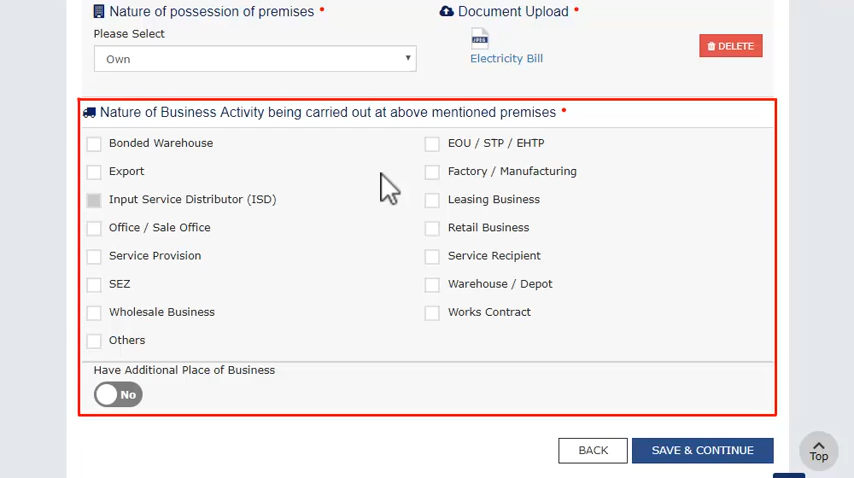 Nature of possession of premises •
Document Upload •
Please Select
Own
JPEG
Electricity Bill
DELETE
Nature of Business Activity being carried out at above mentioned premises •
Bonded Warehouse
EOU / STP / EHTP
Export
Factory / Manufacturing
Input Service Distributor (ISD)
Leasing Business
Office / Sale Office
Retail Business
Service Provision
Service Recipient
SEZ
Warehouse / Depot
Wholesale Business
Works Contract
Others
Have Additional Place of Business
No
BACK
SAVE & CONTINUE
Top